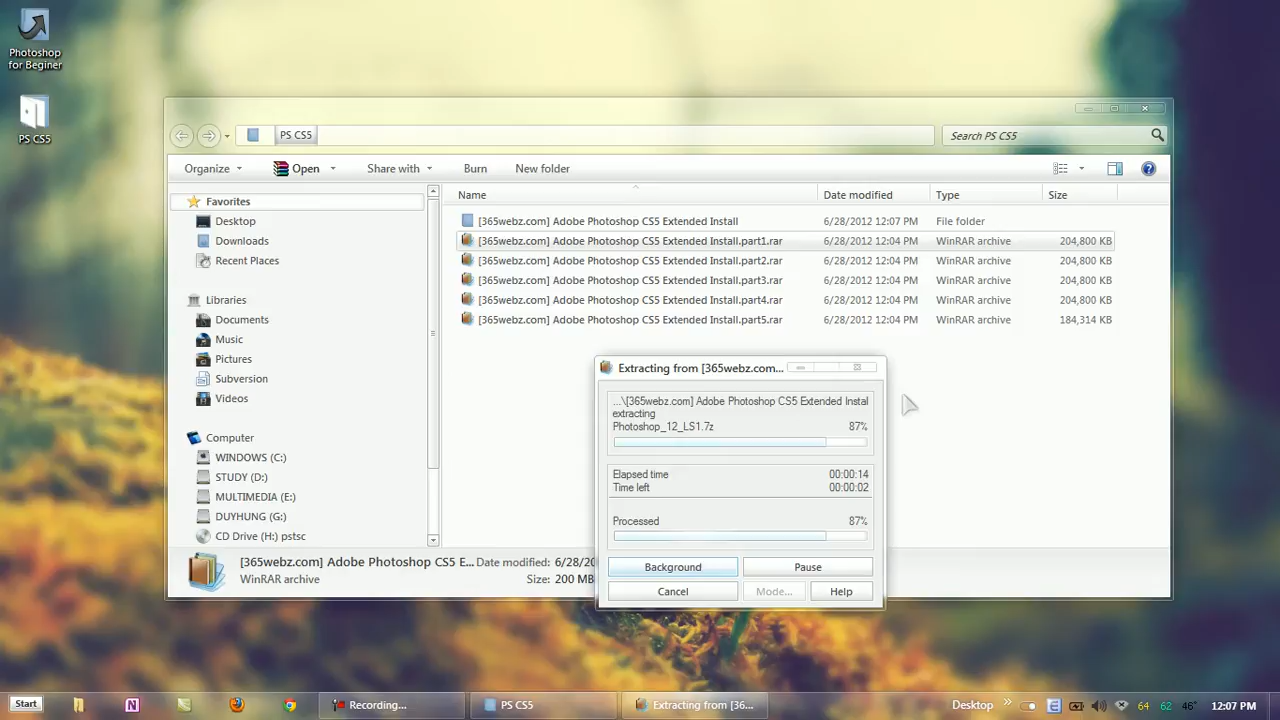 Photoshop
for Beginer
PS CS5
PS CS5
Search PS CS5
Organize
Open
Share with
Burn
New folder
Name
Date modified
Type
Size
Favorites
Desktop
Downloads
Recent Places
Libraries
Documents
Music
Pictures
Subversion
Videos
Computer
WINDOWS (C:)
STUDY (D:)
MULTIMEDIA (E:)
DUYHUNG (G:)
CD Drive (H:) pstsc
[365webz.com] Adobe Photoshop CS5 Extended Install 6/28/2012 12:07 PM File folder
[365webz.com] Adobe Photoshop CS5 Extended Install.part1.rar 6/28/2012 12:04 PM WinRAR archive 204,800 KB
[365webz.com] Adobe Photoshop CS5 Extended Install.part2.rar 6/28/2012 12:04 PM WinRAR archive 204,800 KB
[365webz.com] Adobe Photoshop CS5 Extended Install.part3.rar 6/28/2012 12:04 PM WinRAR archive 204,800 KB
[365webz.com] Adobe Photoshop CS5 Extended Install.part4.rar 6/28/2012 12:04 PM WinRAR archive 204,800 KB
[365webz.com] Adobe Photoshop CS5 Extended Install.part5.rar 6/28/2012 12:04 PM WinRAR archive 184,314 KB
Extracting from [365webz.com...
...\[365webz.com] Adobe Photoshop CS5 Extended Instal
extracting
Photoshop_12_LS1.7z 87%
Elapsed time 00:00:14
Time left 00:00:02
Processed 87%
Background
Pause
Cancel
Mode...
Help
[365webz.com] Adobe Photoshop CS5 E... Date modified: 6/28/20
WinRAR archive Size: 200 MB
Start
Recording...
PS CS5
Extracting from [36...
Desktop
64
62
46°
12:07 PM